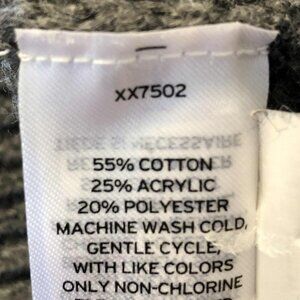 XX7502
55% COTTON
25% ACRYLIC
20% POLYESTER
MACHINE WASH COLD,
GENTLE CYCLE,
WITH LIKE COLORS
ONLY NON-CHLORINE